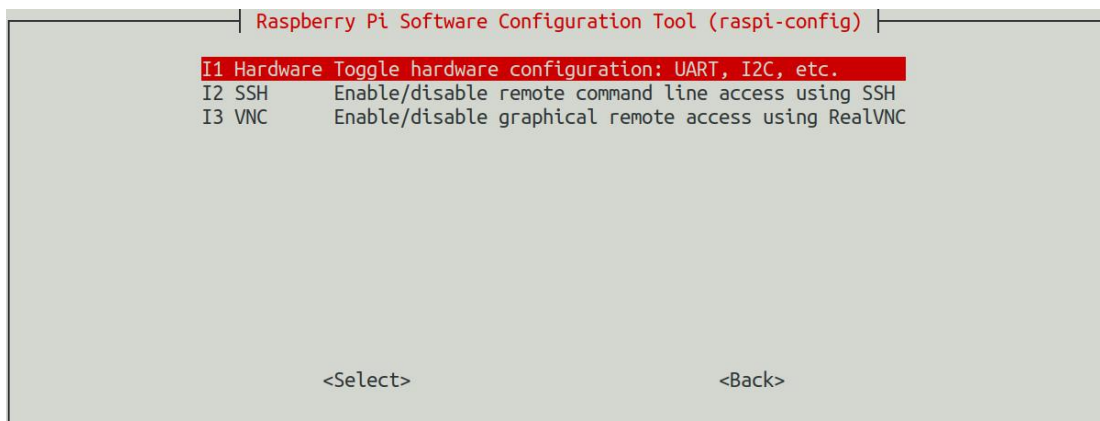 Raspberry Pi Software Configuration Tool (raspi-config)
I1 Hardware Toggle hardware configuration: UART, I2C, etc.
I2 SSH Enable/disable remote command line access using SSH
I3 VNC Enable/disable graphical remote access using RealVNC
<Select> <Back>